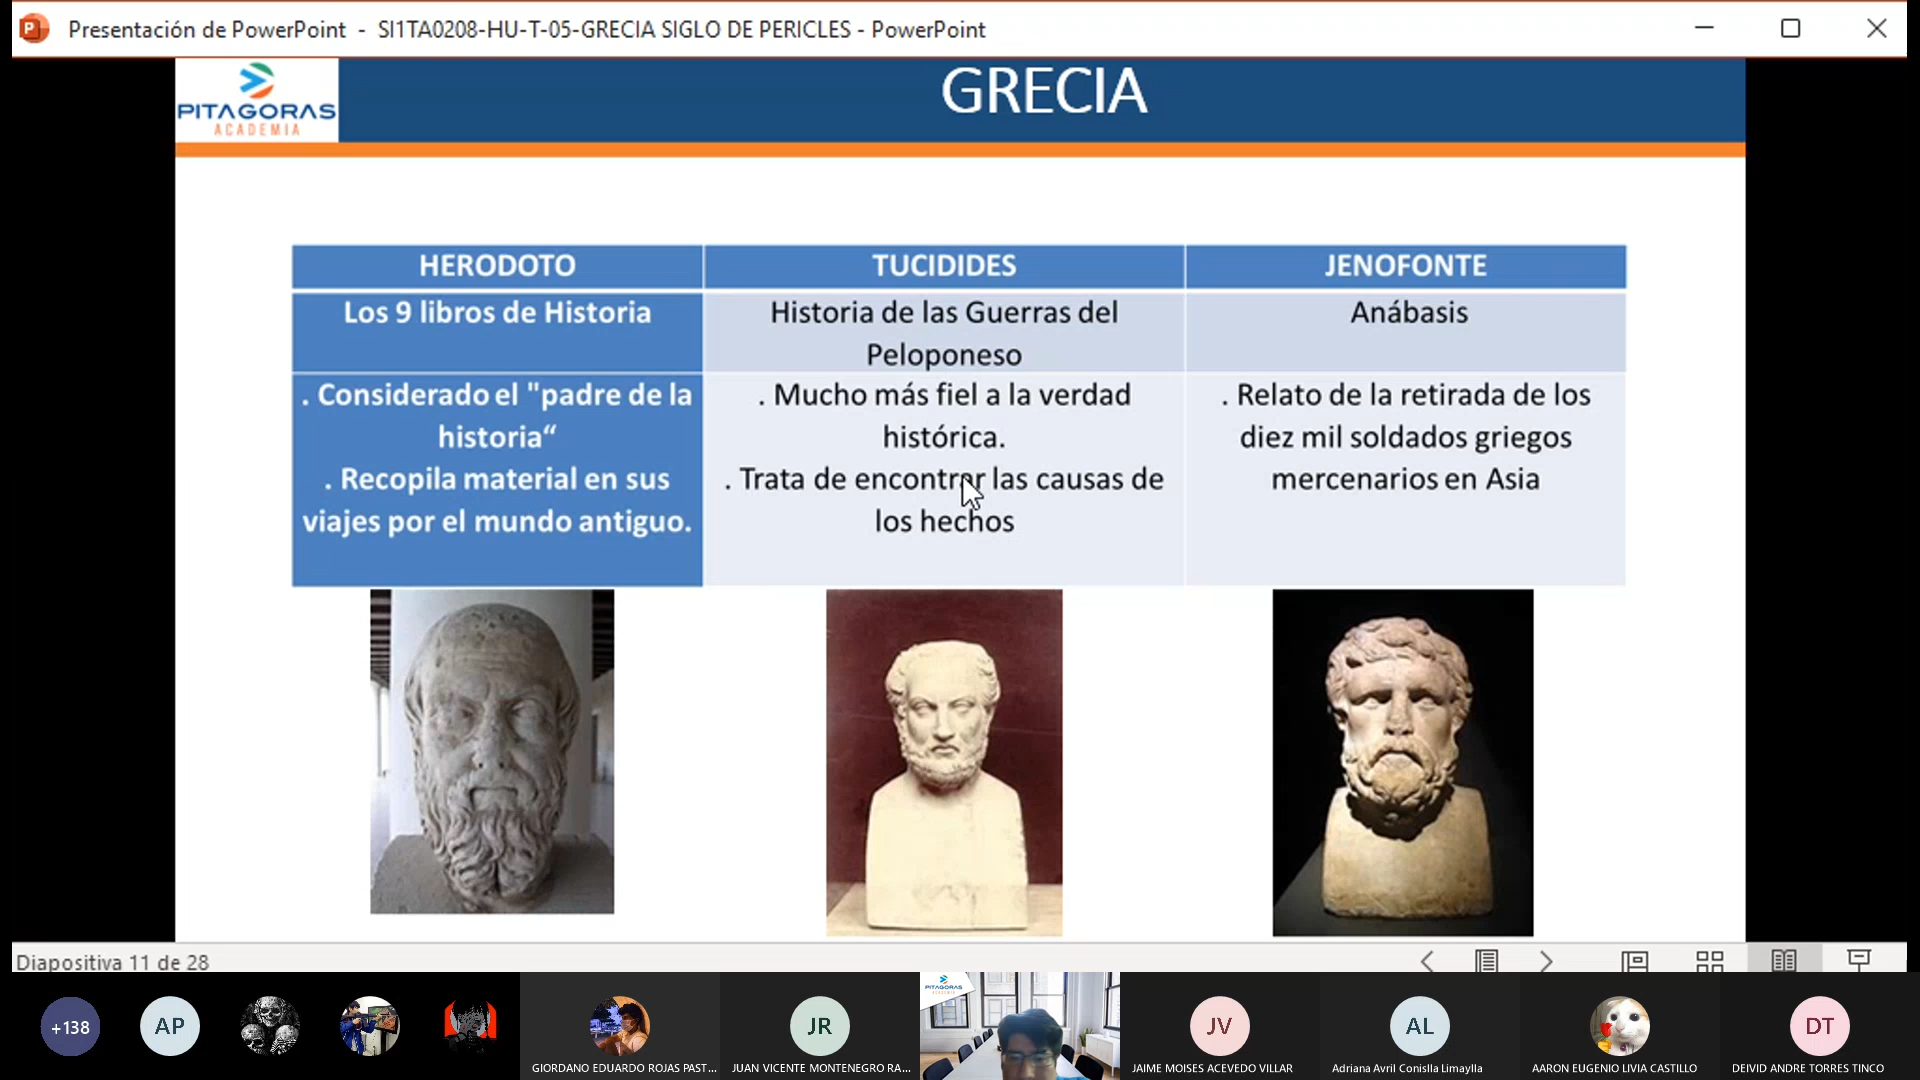 Presentación de PowerPoint - SI1TA0208-HU-T-05-GRECIA SIGLO DE PERICLES - PowerPoint
PITAGORAS
ACADEMIA
GRECIA
HERODOTO
TUCIDIDES
JENOFONTE
Los 9 libros de Historia
Historia de las Guerras del
Peloponeso
Anábasis
. Considerado el "padre de la
historia“
. Recopila material en sus
viajes por el mundo antiguo.
. Mucho más fiel a la verdad
histórica.
. Trata de encontrar las causas de
los hechos
. Relato de la retirada de los
diez mil soldados griegos
mercenarios en Asia
Diapositiva 11 de 28
+138
AP
GIORDANO EDUARDO ROJAS PAST...
JR
JUAN VICENTE MONTENEGRO RA...
PITAGORAS
JV
JAIME MOISES ACEVEDO VILLAR
AL
Adriana Avril Conislla Limaylla
AARON EUGENIO LIVIA CASTILLO
DT
DEIVID ANDRE TORRES TINCO